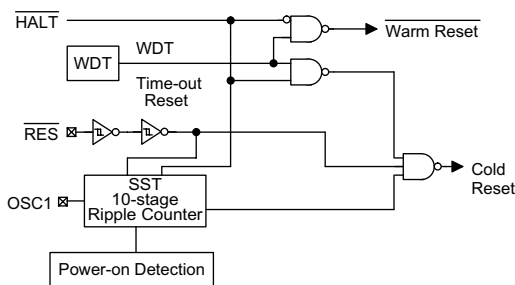 HALT
WDT
WDT
Time-out
Reset
Warm Reset
RES
Cold
Reset
OSC1
SST
10-stage
Ripple Counter
Power-on Detection